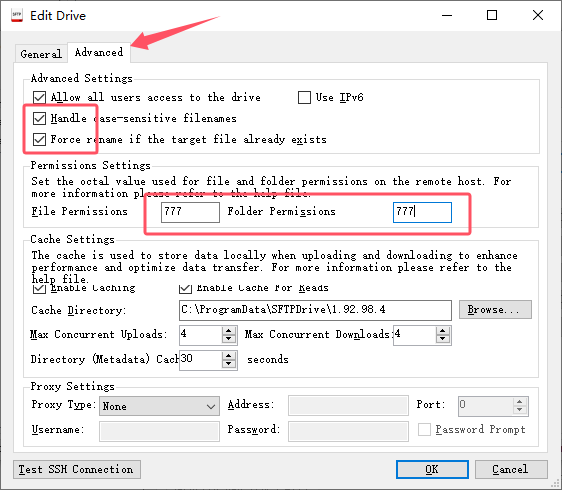 SFTP
Edit Drive
General
Advanced
Advanced Settings
Allow all users access to the drive
Use IPv6
Handle case-sensitive filenames
Force rename if the target file already exists
Permissions Settings
Set the octal value used for file and folder permissions on the remote host. For
more information please refer to the help file.
File Permissions 777 Folder Permissions 777
Cache Settings
The cache is used to store data locally when uploading and downloading to enhance
performance and optimize data transfer. For more information please refer to the
help file.
Enable Caching Enable Cache For Reads
Cache Directory: C:\ProgramData\SFTPDrive\1.92.98.4 Browse...
Max Concurrent Uploads: 4 Max Concurrent Downloads: 4
Directory (Metadata) Cac 30 seconds
Proxy Settings
Proxy Type: None Address: Port: 0
Username: Password: Password Prompt
Test SSH Connection OK Cancel